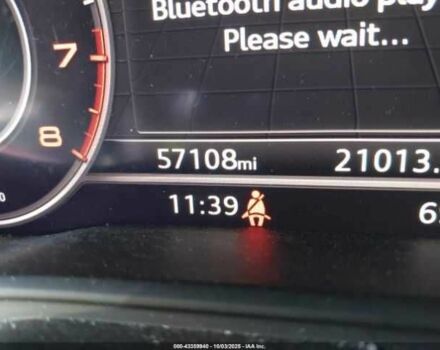 Bluetooth audio play
Please wait...
7
8
57108mi 21013.
11:39
000-43359940 • 10/03/2025 • IAA Inc.